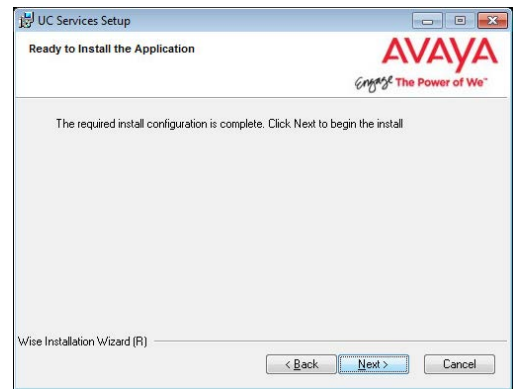 UC Services Setup
Ready to Install the Application
AVAYA
Engage The Power of We™
The required install configuration is complete. Click Next to begin the install
Wise Installation Wizard (R)
< Back
Next >
Cancel